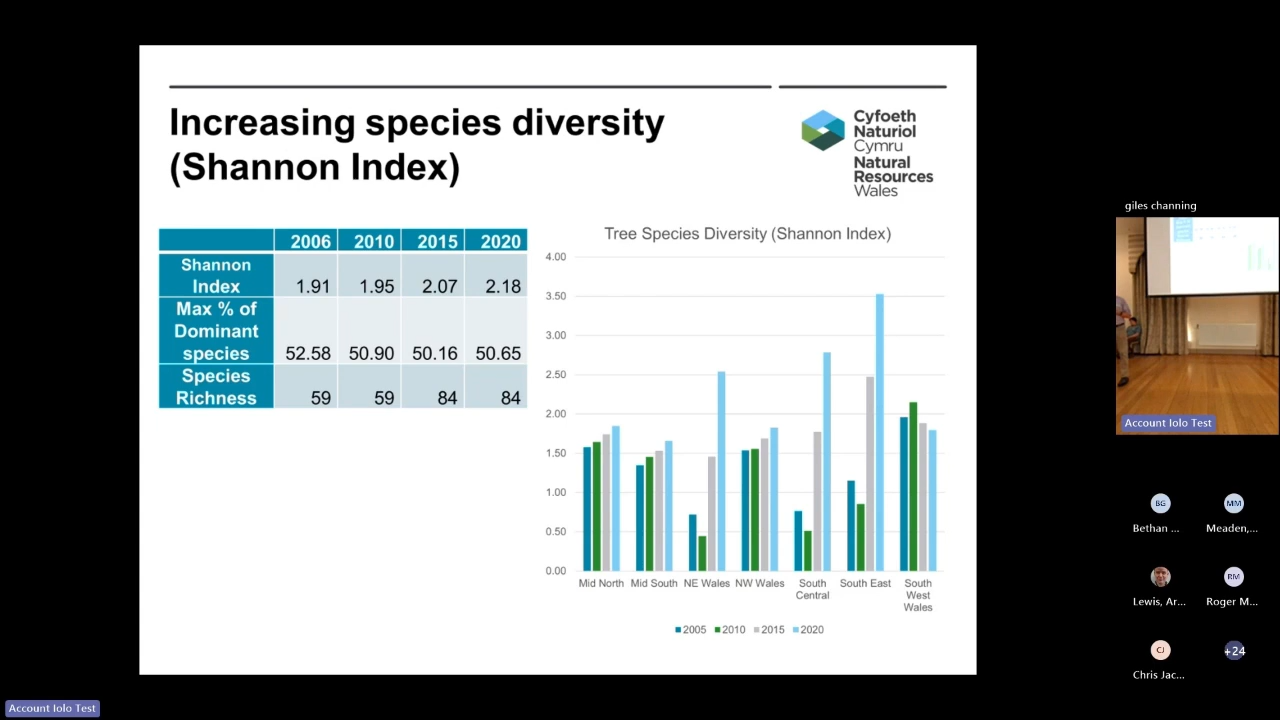 Increasing species diversity
(Shannon Index)
Cyfoeth
Naturiol
Cymru
Natural
Resources
Wales
2006 2010 2015 2020
Shannon
Index 1.91 1.95 2.07 2.18
Max % of
Dominant
species 52.58 50.90 50.16 50.65
Species
Richness 59 59 84 84
Tree Species Diversity (Shannon Index)
4.00
3.50
3.00
2.50
2.00
1.50
1.00
0.50
0.00
Mid North Mid South NE Wales NW Wales South Central South East South West Wales
2005 2010 2015 2020
giles channing
Account Iolo Test
BG MM
Bethan ... Meaden,...
RM
Lewis, Ar... Roger M...
CJ +24
Chris Jac...
Account Iolo Test